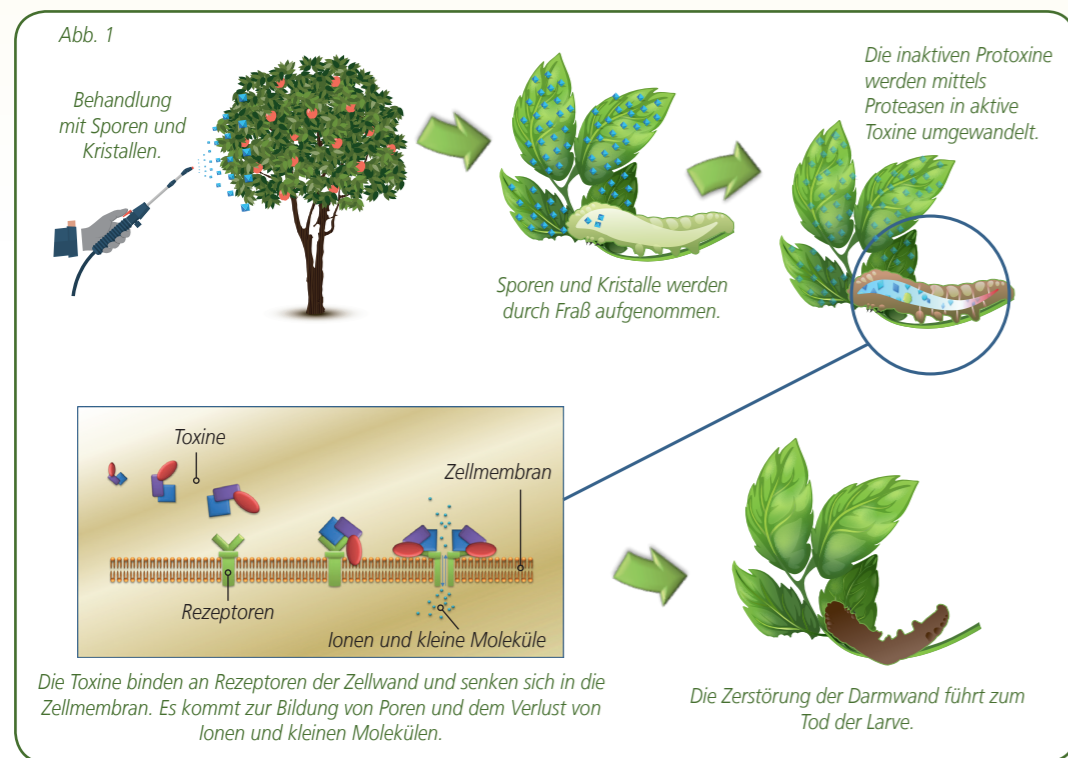 Abb. 1
Behandlung
mit Sporen und
Kristallen.
Sporen und Kristalle werden
durch Fraß aufgenommen.
Die inaktiven Protoxine
werden mittels
Proteasen in aktive
Toxine umgewandelt.
Toxine
Zellmembran
Rezeptoren
Ionen und kleine Moleküle
Die Toxine binden an Rezeptoren der Zellwand und senken sich in die
Zellmembran. Es kommt zur Bildung von Poren und dem Verlust von
Ionen und kleinen Molekülen.
Die Zerstörung der Darmwand führt zum
Tod der Larve.